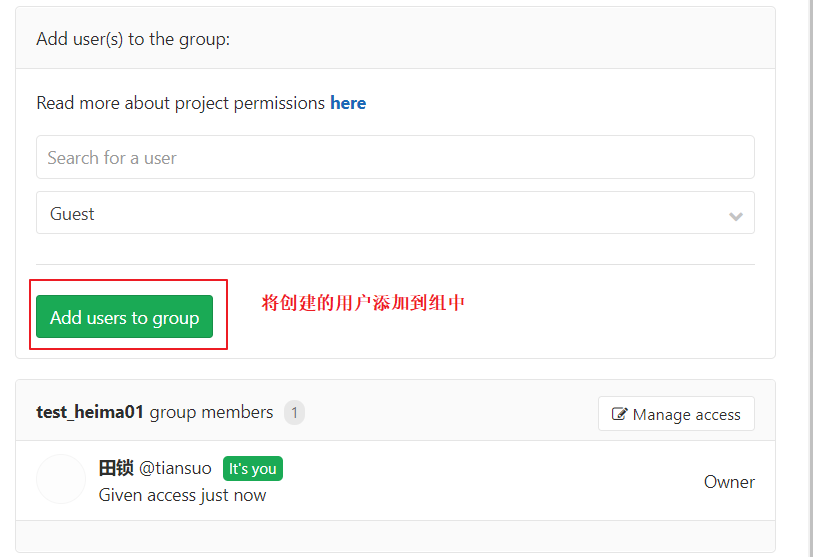 Add user(s) to the group:
Read more about project permissions here
Search for a user
Guest
Add users to group
将创建的用户添加到组中
test_heima01 group members 1
Manage access
田锁 @tiansuo It's you
Given access just now
Owner